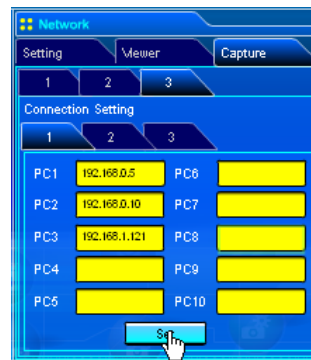 Network
Setting Viewer Capture
1 2 3
Connection Setting
1 2 3
PC1 192.168.0.5 PC6
PC2 192.168.0.10 PC7
PC3 192.168.1.121 PC8
PC4 PC9
PC5 PC10